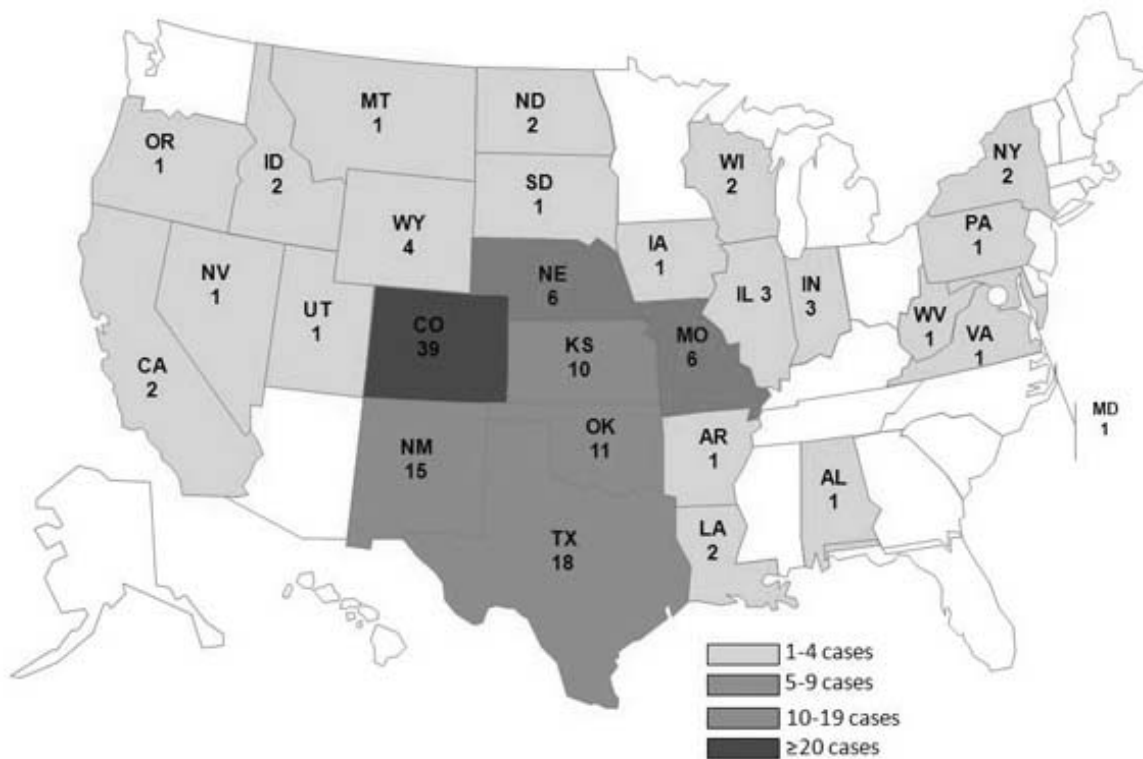 MT
1
ND
2
OR
1
ID
2
WI
2
NY
2
SD
1
WY
4
PA
1
IA
1
NE
6
NV
1
IL 3
IN
3
UT
1
WV
1
CO
39
VA
1
KS
10
MO
6
CA
2
MD
1
OK
11
AR
1
NM
15
AL
1
LA
2
TX
18
1-4 cases
5-9 cases
10-19 cases
≥20 cases